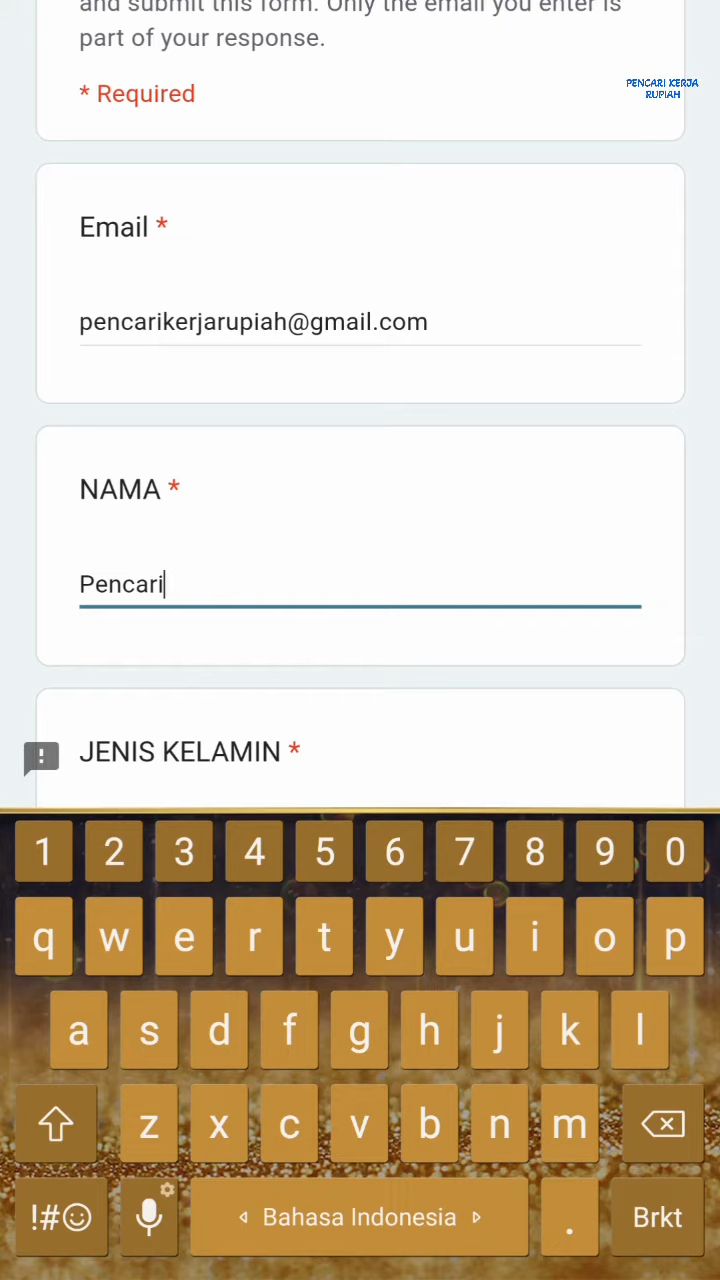 and submit this form. Only the email you enter is
part of your response.
* Required
PENCARI KERJA
RUPIAH
Email *
pencarikerjarupiah@gmail.com
NAMA *
Pencari
JENIS KELAMIN *
1 2 3 4 5 6 7 8 9 0
q w e r t y u i o p
a s d f g h j k l
z x c v b n m
!#☺ Bahasa Indonesia . Brkt